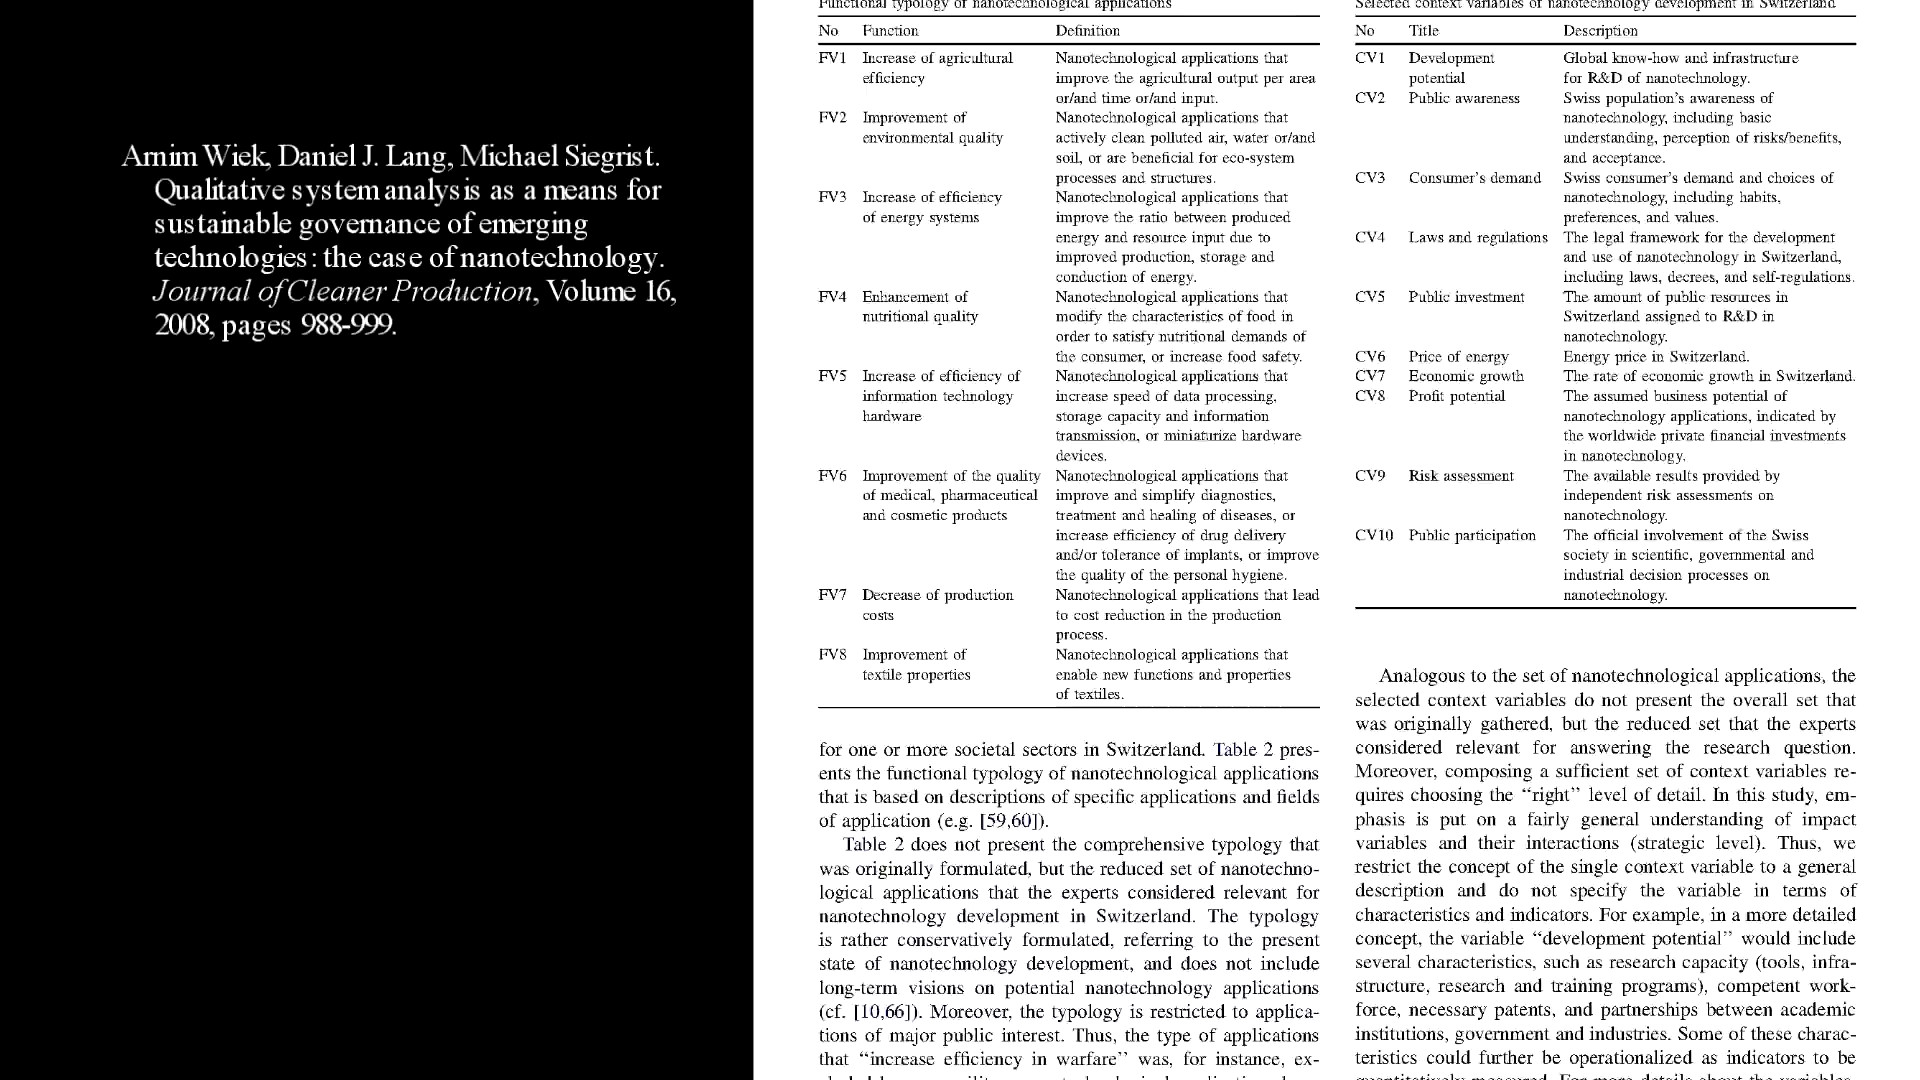 Arnim Wiek, Daniel J. Lang, Michael Siegrist.
Qualitative system analysis as a means for
sustainable governance of emerging
technologies: the case of nanotechnology.
Journal of Cleaner Production, Volume 16,
2008, pages 988-999.
Functional typology of nanotechnological applications
No Function Definition
FV1 Increase of agricultural Nanotechnological applications that
efficiency improve the agricultural output per area
or/and time or/and input.
FV2 Improvement of Nanotechnological applications that
environmental quality actively clean polluted air, water or/and
soil, or are beneficial for eco-system
processes and structures.
FV3 Increase of efficiency Nanotechnological applications that
of energy systems improve the ratio between produced
energy and resource input due to
improved production, storage and
conduction of energy.
FV4 Enhancement of Nanotechnological applications that
nutritional quality modify the characteristics of food in
order to satisfy nutritional demands of
the consumer, or increase food safety.
FV5 Increase of efficiency of Nanotechnological applications that
information technology increase speed of data processing,
hardware storage capacity and information
transmission, or miniaturize hardware
devices.
FV6 Improvement of the quality Nanotechnological applications that
of medical, pharmaceutical improve and simplify diagnostics,
and cosmetic products treatment and healing of diseases, or
increase efficiency of drug delivery
and/or tolerance of implants, or improve
the quality of the personal hygiene.
FV7 Decrease of production Nanotechnological applications that lead
costs to cost reduction in the production
process.
FV8 Improvement of Nanotechnological applications that
textile properties enable new functions and properties
of textiles.
for one or more societal sectors in Switzerland. Table 2 pres-
ents the functional typology of nanotechnological applications
that is based on descriptions of specific applications and fields
of application (e.g. [59,60]).
Table 2 does not present the comprehensive typology that
was originally formulated, but the reduced set of nanotechno-
logical applications that the experts considered relevant for
nanotechnology development in Switzerland. The typology
is rather conservatively formulated, referring to the present
state of nanotechnology development, and does not include
long-term visions on potential nanotechnology applications
(cf. [10,66]). Moreover, the typology is restricted to applica-
tions of major public interest. Thus, the type of applications
that “increase efficiency in warfare” was, for instance, ex-
Selected context variables of nanotechnology development in Switzerland
No Title Description
CV1 Development Global know-how and infrastructure
potential for R&D of nanotechnology.
CV2 Public awareness Swiss population's awareness of
nanotechnology, including basic
understanding, perception of risks/benefits,
and acceptance.
CV3 Consumer's demand Swiss consumer's demand and choices of
nanotechnology, including habits,
preferences, and values.
CV4 Laws and regulations The legal framework for the development
and use of nanotechnology in Switzerland,
including laws, decrees, and self-regulations.
CV5 Public investment The amount of public resources in
Switzerland assigned to R&D in
nanotechnology.
CV6 Price of energy Energy price in Switzerland.
CV7 Economic growth The rate of economic growth in Switzerland.
CV8 Profit potential The assumed business potential of
nanotechnology applications, indicated by
the worldwide private financial investments
in nanotechnology.
CV9 Risk assessment The available results provided by
independent risk assessments on
nanotechnology.
CV10 Public participation The official involvement of the Swiss
society in scientific, governmental and
industrial decision processes on
nanotechnology.
Analogous to the set of nanotechnological applications, the
selected context variables do not present the overall set that
was originally gathered, but the reduced set that the experts
considered relevant for answering the research question.
Moreover, composing a sufficient set of context variables re-
quires choosing the “right” level of detail. In this study, em-
phasis is put on a fairly general understanding of impact
variables and their interactions (strategic level). Thus, we
restrict the concept of the single context variable to a general
description and do not specify the variable in terms of
characteristics and indicators. For example, in a more detailed
concept, the variable “development potential” would include
several characteristics, such as research capacity (tools, infra-
structure, research and training programs), competent work-
force, necessary patents, and partnerships between academic
institutions, government and industries. Some of these charac-
teristics could further be operationalized as indicators to be